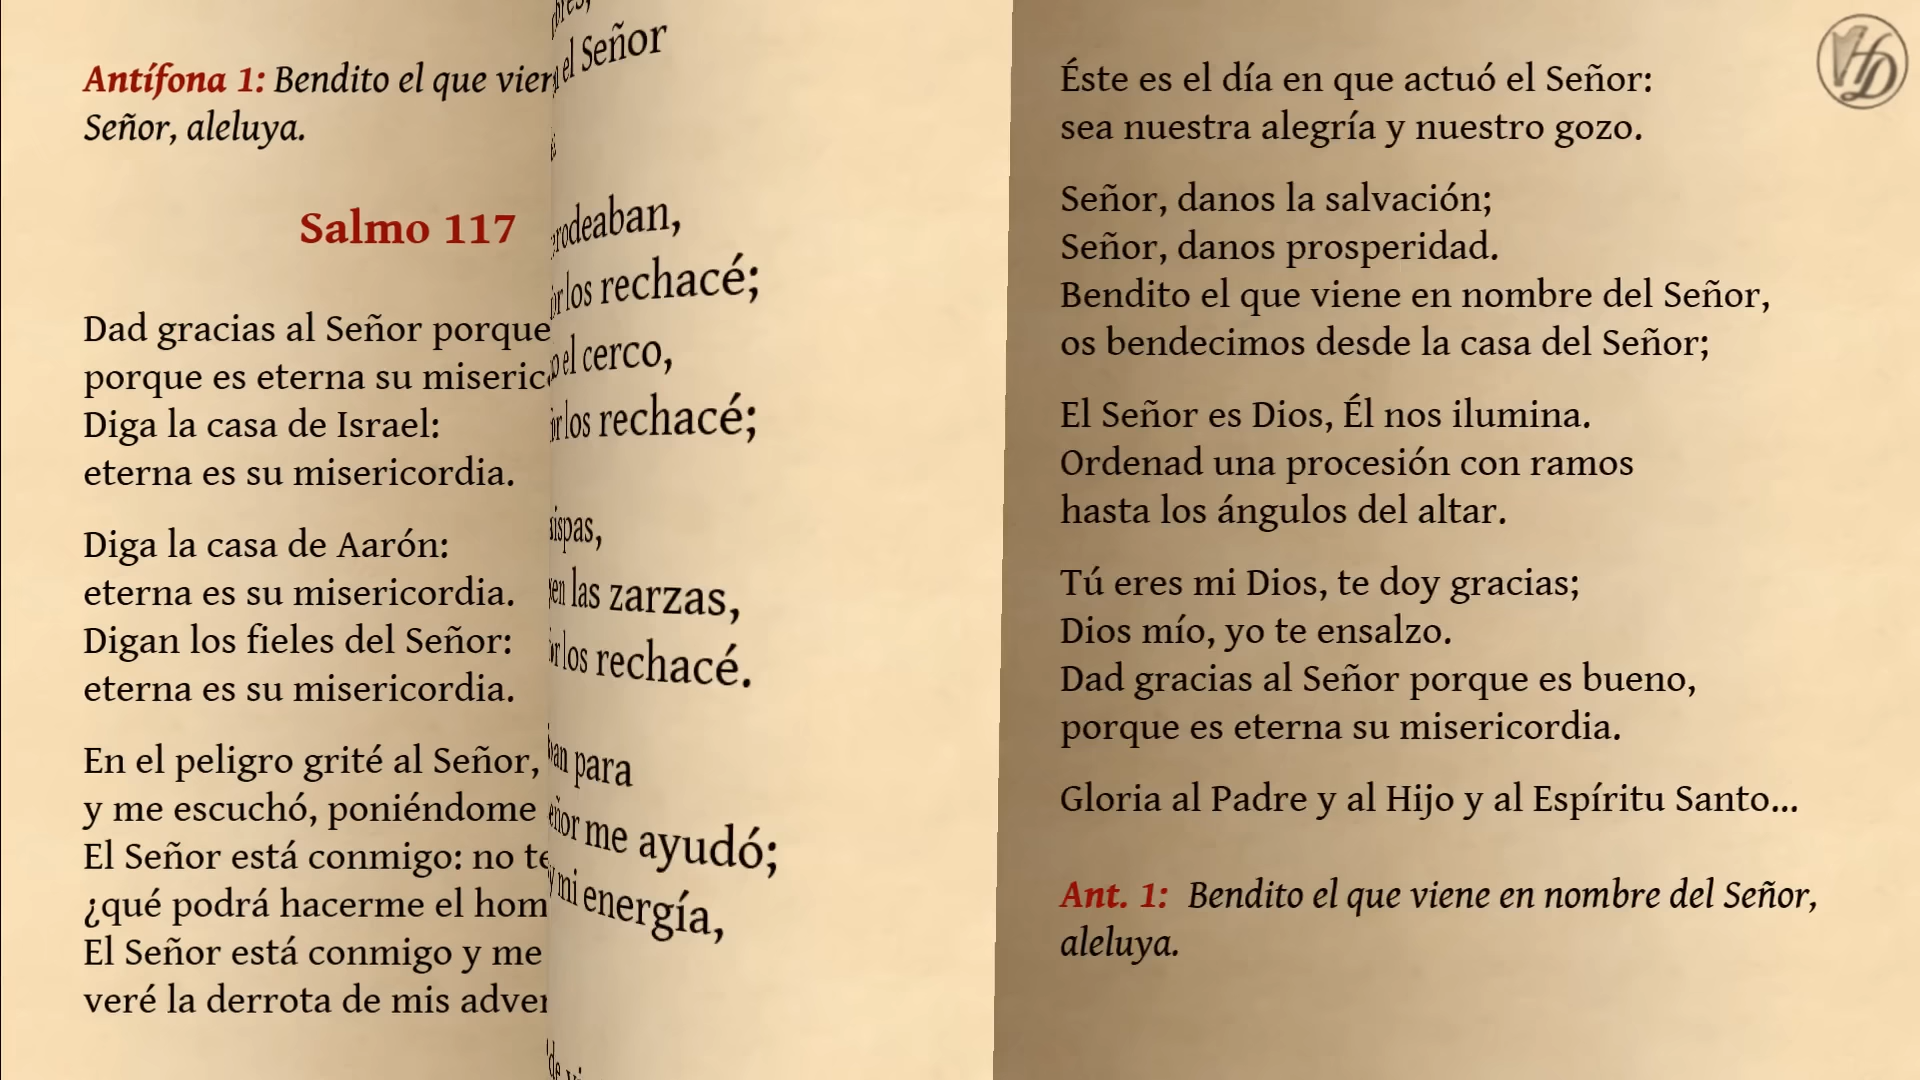 Antífona 1: Bendito el que
Señor, aleluya.
Salmo 117
Dad gracias al Señor porque
porque es eterna su
Diga la casa de Israel:
eterna es su misericordia.
Diga la casa de Aarón:
eterna es su misericordia.
Digan los fieles del Señor:
eterna es su misericordia.
En el peligro grité al Señor,
y me escuchó, poniéndome
El Señor está conmigo: no
¿qué podrá hacerme el
El Señor está conmigo y me
veré la derrota de mis
el Señor
los rechacé;
el cerco,
los rechacé;
las zarzas,
los rechacé.
para
me ayudó;
y mi energía,
Éste es el día en que actuó el Señor:
sea nuestra alegría y nuestro gozo.
Señor, danos la salvación;
Señor, danos prosperidad.
Bendito el que viene en nombre del Señor,
os bendecimos desde la casa del Señor;
El Señor es Dios, Él nos ilumina.
Ordenad una procesión con ramos
hasta los ángulos del altar.
Tú eres mi Dios, te doy gracias;
Dios mío, yo te ensalzo.
Dad gracias al Señor porque es bueno,
porque es eterna su misericordia.
Gloria al Padre y al Hijo y al Espíritu Santo...
Ant. 1: Bendito el que viene en nombre del Señor,
aleluya.
HD